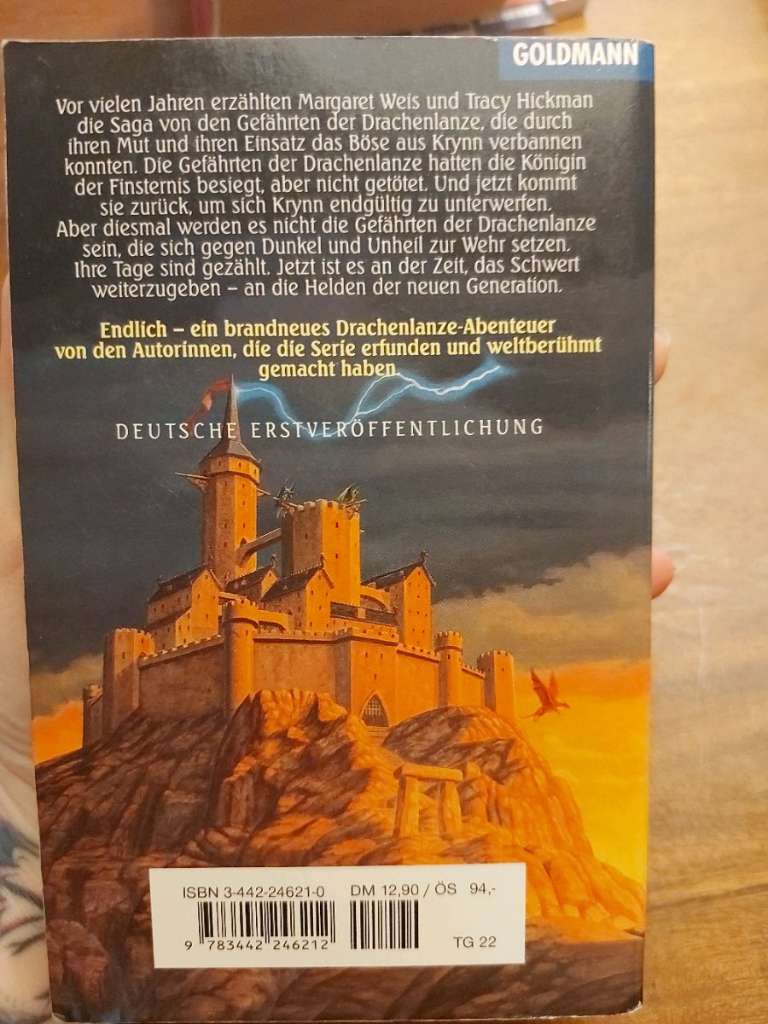 GOLDMANN
Vor vielen Jahren erzählten Margaret Weis und Tracy Hickman
die Saga von den Gefährten der Drachenlanze, die durch
ihren Mut und ihren Einsatz das Böse aus Krynn verbannen
konnten. Die Gefährten der Drachenlanze hatten die Königin
der Finsternis besiegt, aber nicht getötet. Und jetzt kommt
sie zurück, um sich Krynn endgültig zu unterwerfen.
Aber diesmal werden es nicht die Gefährten der Drachenlanze
sein, die sich gegen Dunkel und Unheil zur Wehr setzen.
Ihre Tage sind gezählt. Jetzt ist es an der Zeit, das Schwert
weiterzugeben – an die Helden der neuen Generation.
Endlich – ein brandneues Drachenlanze-Abenteuer
von den Autorinnen, die die Serie erfunden und weltberühmt
gemacht haben.
DEUTSCHE ERSTVERÖFFENTLICHUNG
ISBN 3-442-24621-0 DM 12,90 / ÖS 94,-
9 783442 246212
TG 22